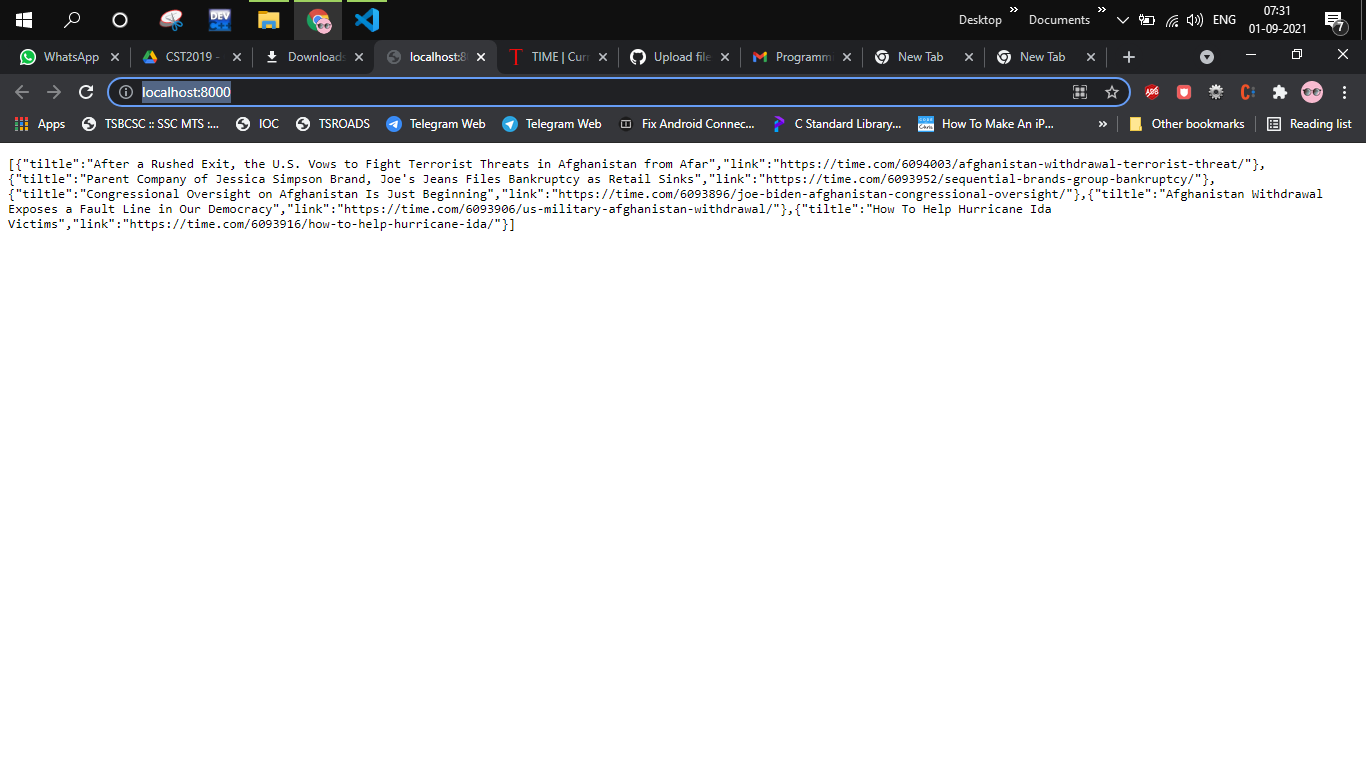 Desktop » Documents » ENG 07:31
01-09-2021 7
WhatsApp CST2019 - Downloads localhost:8 TIME | Curr Upload file Programm New Tab New Tab
localhost:8000
Apps TSBCSC :: SSC MTS :... IOC TSROADS Telegram Web Telegram Web Fix Android Connec... C Standard Library... How To Make An iP... » Other bookmarks Reading list
[{"tiltle":"After a Rushed Exit, the U.S. Vows to Fight Terrorist Threats in Afghanistan from Afar","link":"https://time.com/6094003/afghanistan-withdrawal-terrorist-threat/"},
{"tiltle":"Parent Company of Jessica Simpson Brand, Joe's Jeans Files Bankruptcy as Retail Sinks","link":"https://time.com/6093952/sequential-brands-group-bankruptcy/"},
{"tiltle":"Congressional Oversight on Afghanistan Is Just Beginning","link":"https://time.com/6093896/joe-biden-afghanistan-congressional-oversight/"},{"tiltle":"Afghanistan Withdrawal
Exposes a Fault Line in Our Democracy","link":"https://time.com/6093906/us-military-afghanistan-withdrawal/"},{"tiltle":"How To Help Hurricane Ida
Victims","link":"https://time.com/6093916/how-to-help-hurricane-ida/"}]